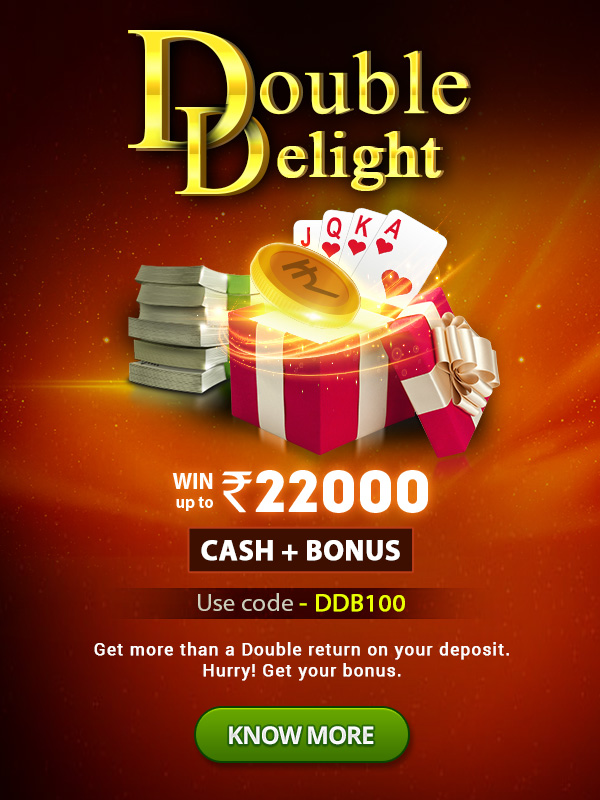 Double
Delight
J Q K A
₹
WIN
up to ₹22000
CASH + BONUS
Use code - DDB100
Get more than a Double return on your deposit.
Hurry! Get your bonus.
KNOW MORE